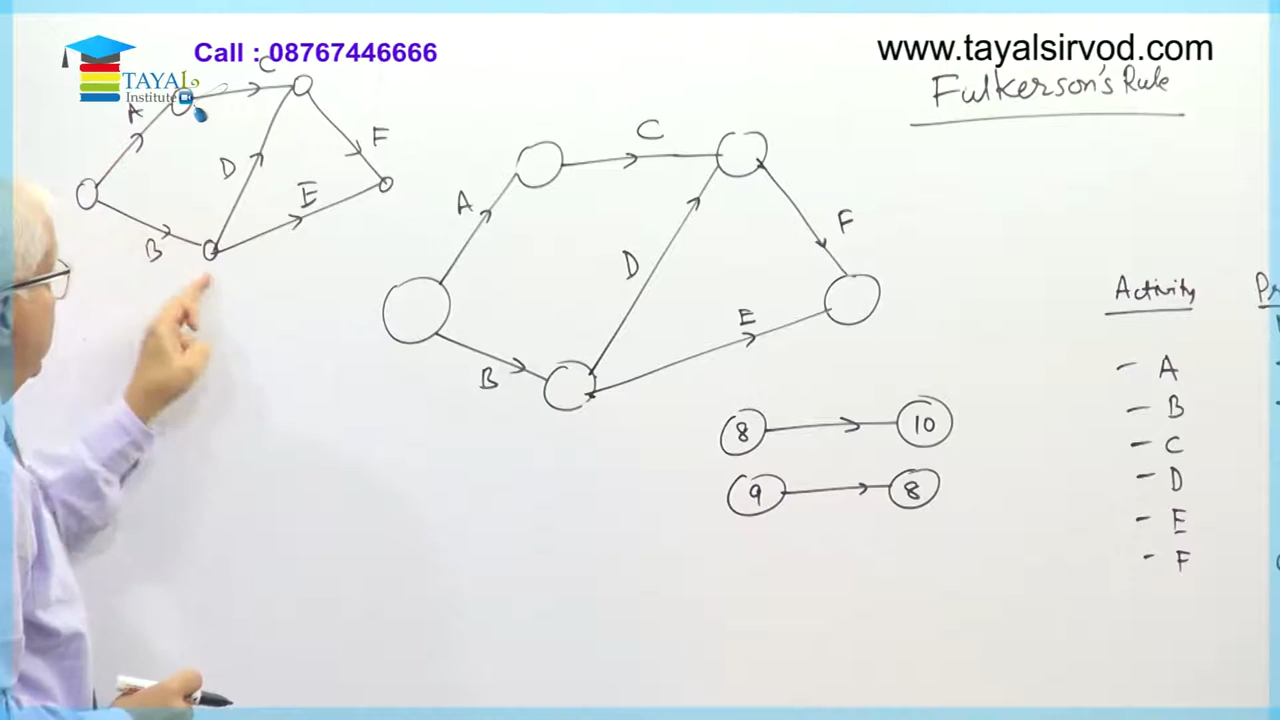 Call : 08767446666
www.tayalsirvod.com
TAYAL
Institute
Fulkerson's Rule
C
A
D
F
E
B
C
A
D
F
E
B
8
10
9
8
Activity
- A
- B
- C
- D
- E
- F